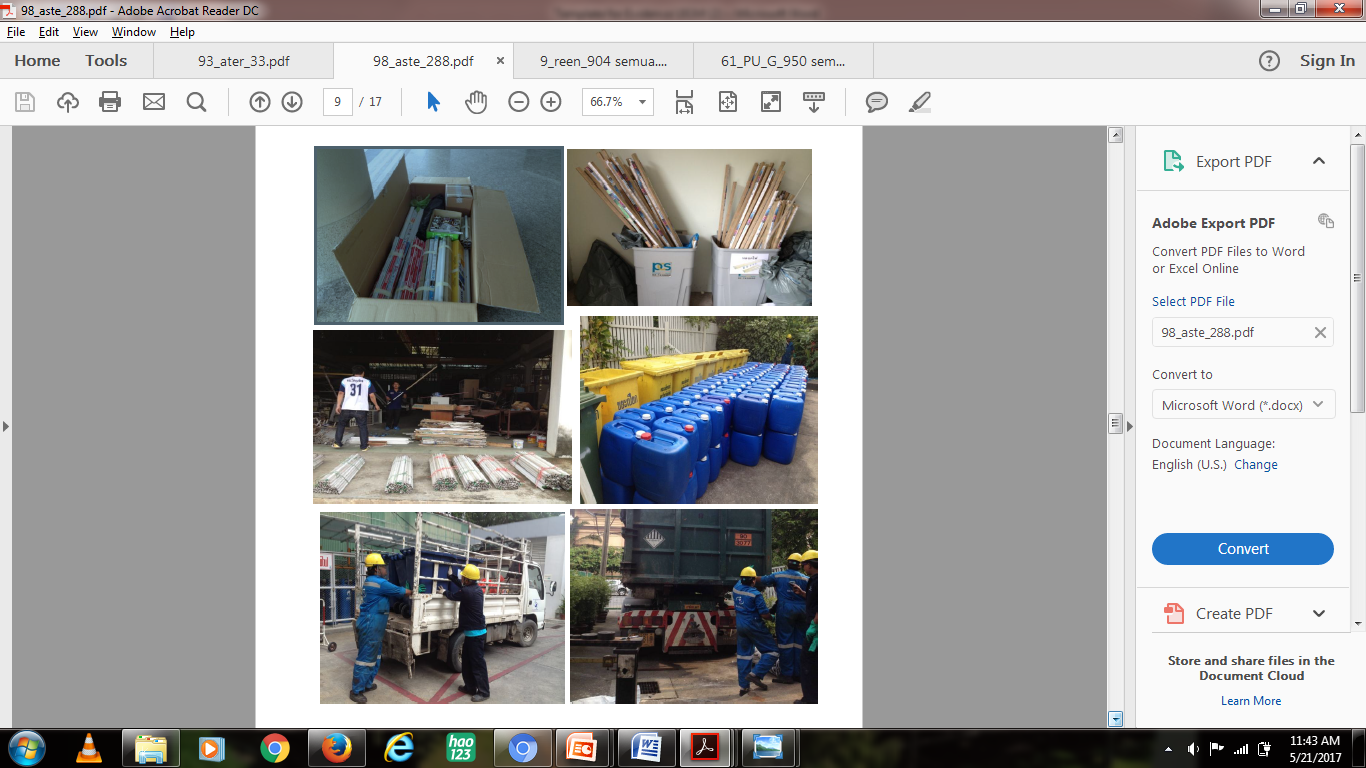 98_aste_288.pdf - Adobe Acrobat Reader DC
File Edit View Window Help
Home Tools 93_ater_33.pdf 98_aste_288.pdf × 9_reen_904 semua.... 61_PU_G_950 sem... Sign In
9 / 17 66.7%
Export PDF
Adobe Export PDF
Convert PDF Files to Word
or Excel Online
Select PDF File
98_aste_288.pdf
Convert to
Microsoft Word (*.docx)
Document Language:
English (U.S.) Change
Convert
Create PDF
Store and share files in the
Document Cloud
Learn More
31
3077
hao
123
11:43 AM
5/21/2017